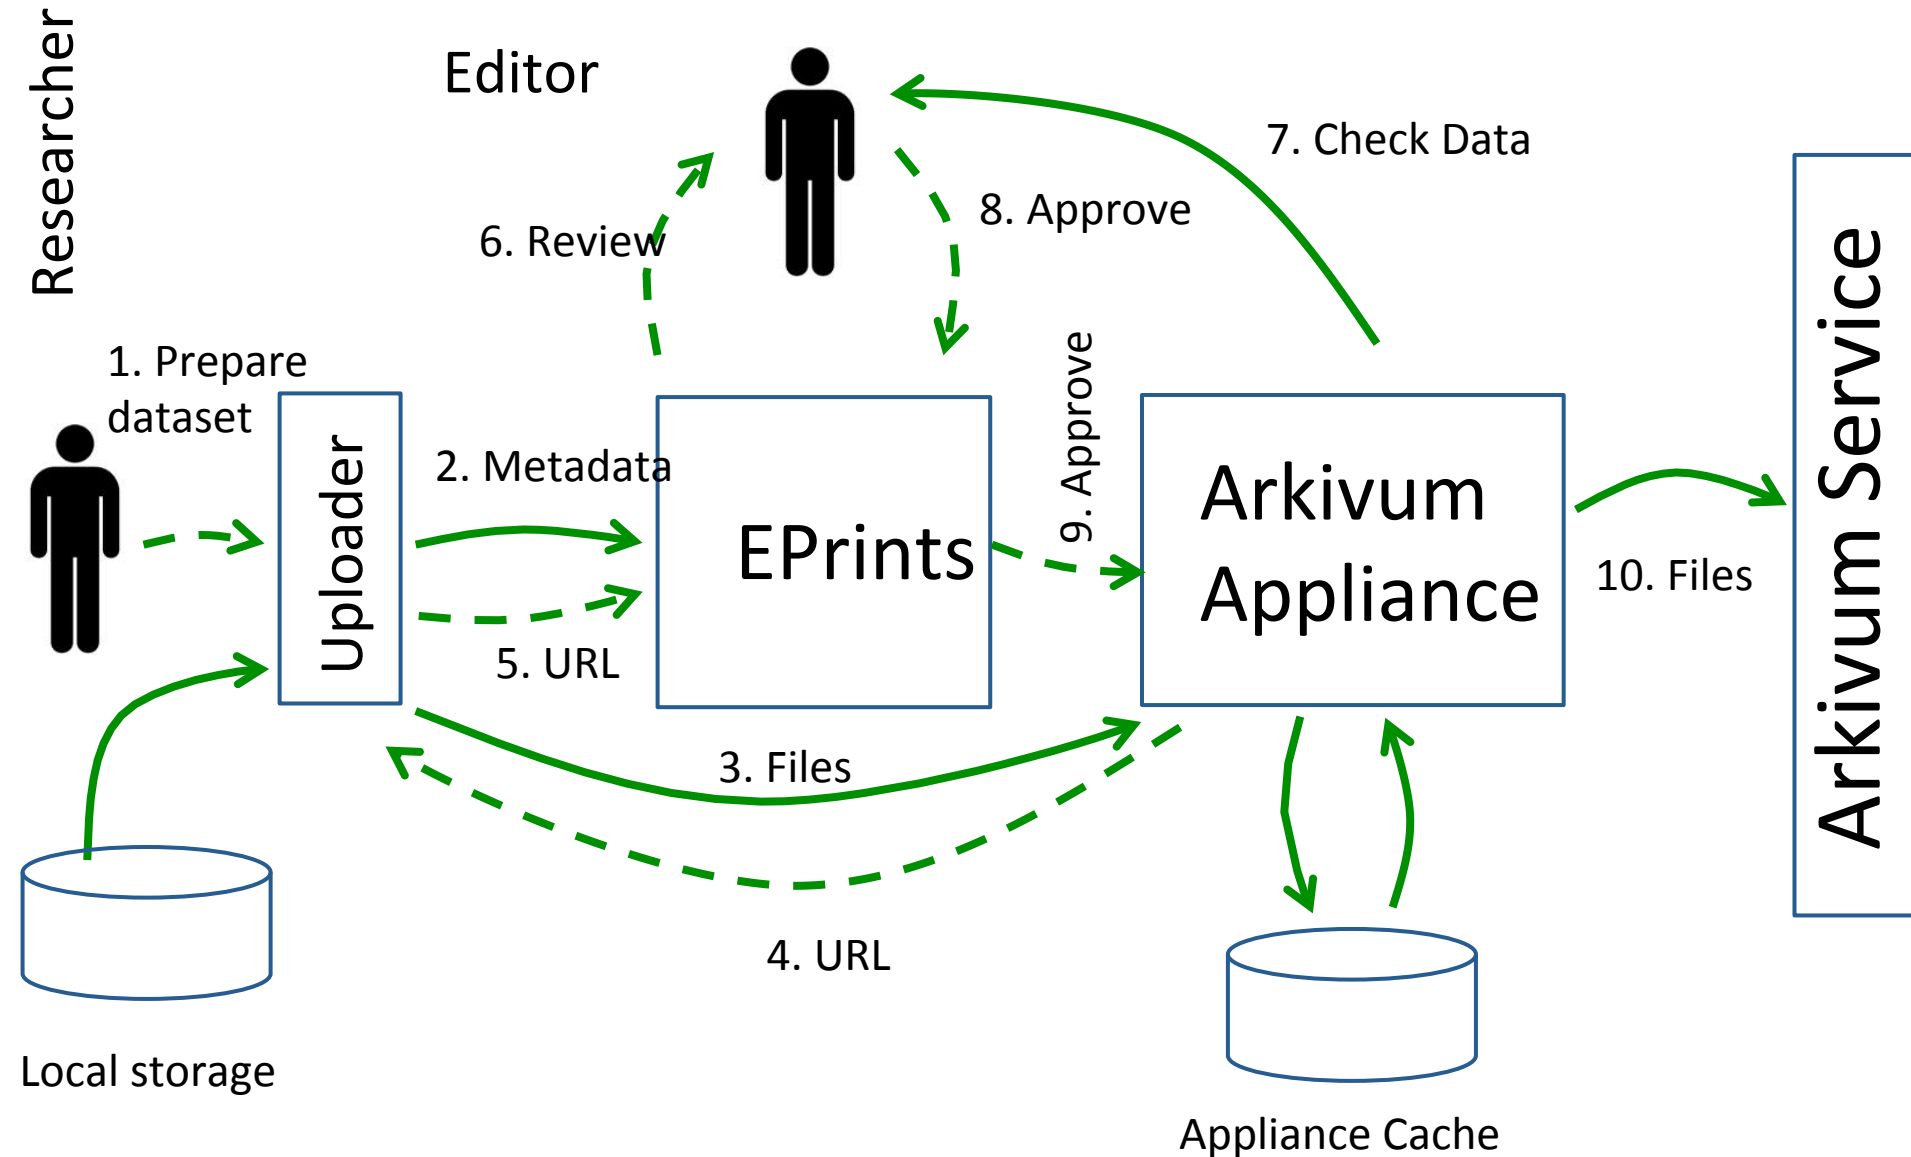 Researcher
Editor
7. Check Data
8. Approve
6. Review
1. Prepare
dataset
Uploader
2. Metadata
EPrints
9. Approve
Arkivum
Appliance
10. Files
Arkivum Service
5. URL
3. Files
4. URL
Local storage
Appliance Cache